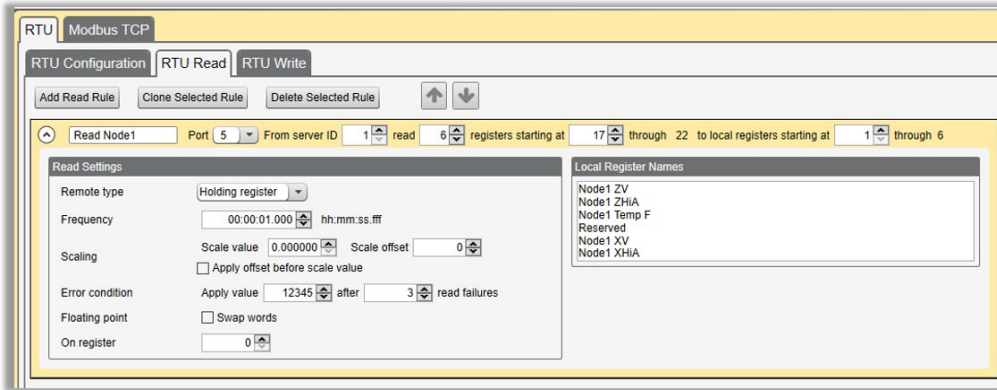 RTU Modbus TCP
RTU Configuration RTU Read RTU Write
Add Read Rule Clone Selected Rule Delete Selected Rule
Read Node1 Port 5 From server ID 1 read 6 registers starting at 17 through 22 to local registers starting at 1 through 6
Read Settings
Remote type Holding register
Frequency 00:00:01.000 hh:mm:ss.fff
Scaling Scale value 0.000000 Scale offset 0
Apply offset before scale value
Error condition Apply value 12345 after 3 read failures
Floating point Swap words
On register 0
Local Register Names
Node1 ZV
Node1 ZHiA
Node1 Temp F
Reserved
Node1 XV
Node1 XHiA